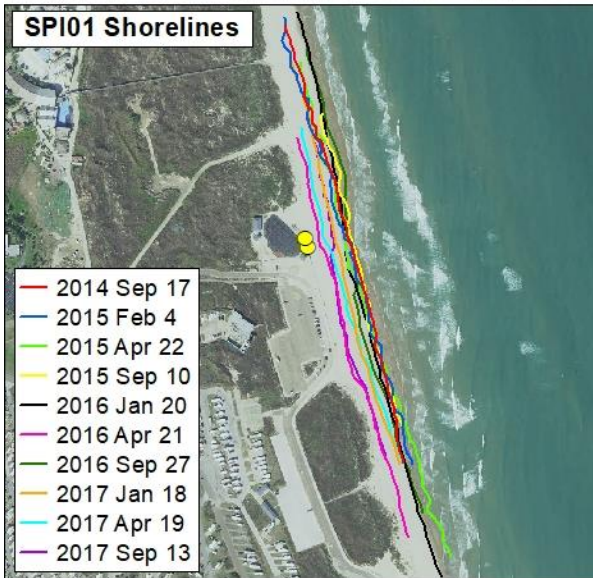 SPI01 Shorelines
2014 Sep 17
2015 Feb 4
2015 Apr 22
2015 Sep 10
2016 Jan 20
2016 Apr 21
2016 Sep 27
2017 Jan 18
2017 Apr 19
2017 Sep 13